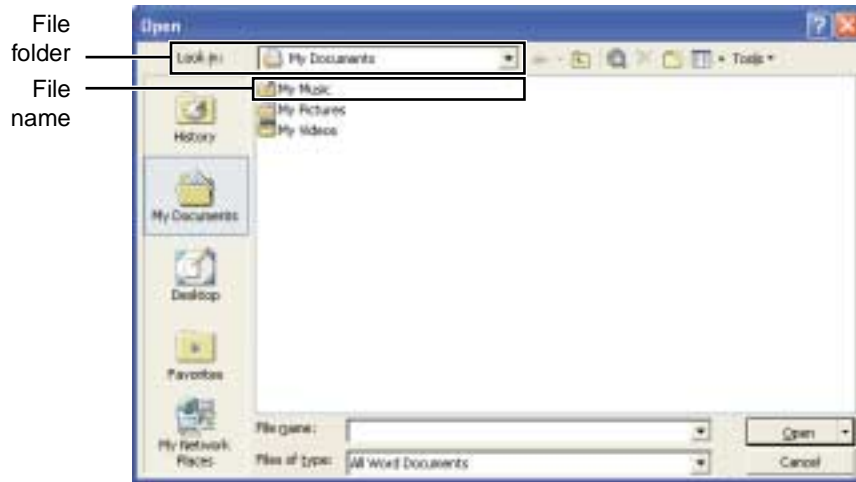 File folder
File name
Open
Look in:
My Documents
Tools
My Music
My Pictures
My Videos
History
My Documents
Desktop
Favorites
My Network Places
File name:
Open
Files of type:
All Word Documents
Cancel